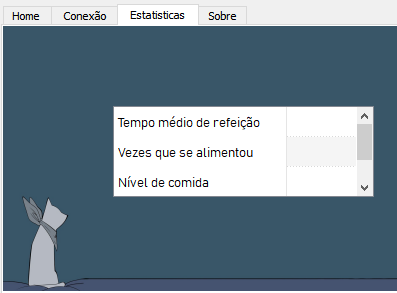 Home Conexão Estatisticas Sobre
Tempo médio de refeição
Vezes que se alimentou
Nível de comida